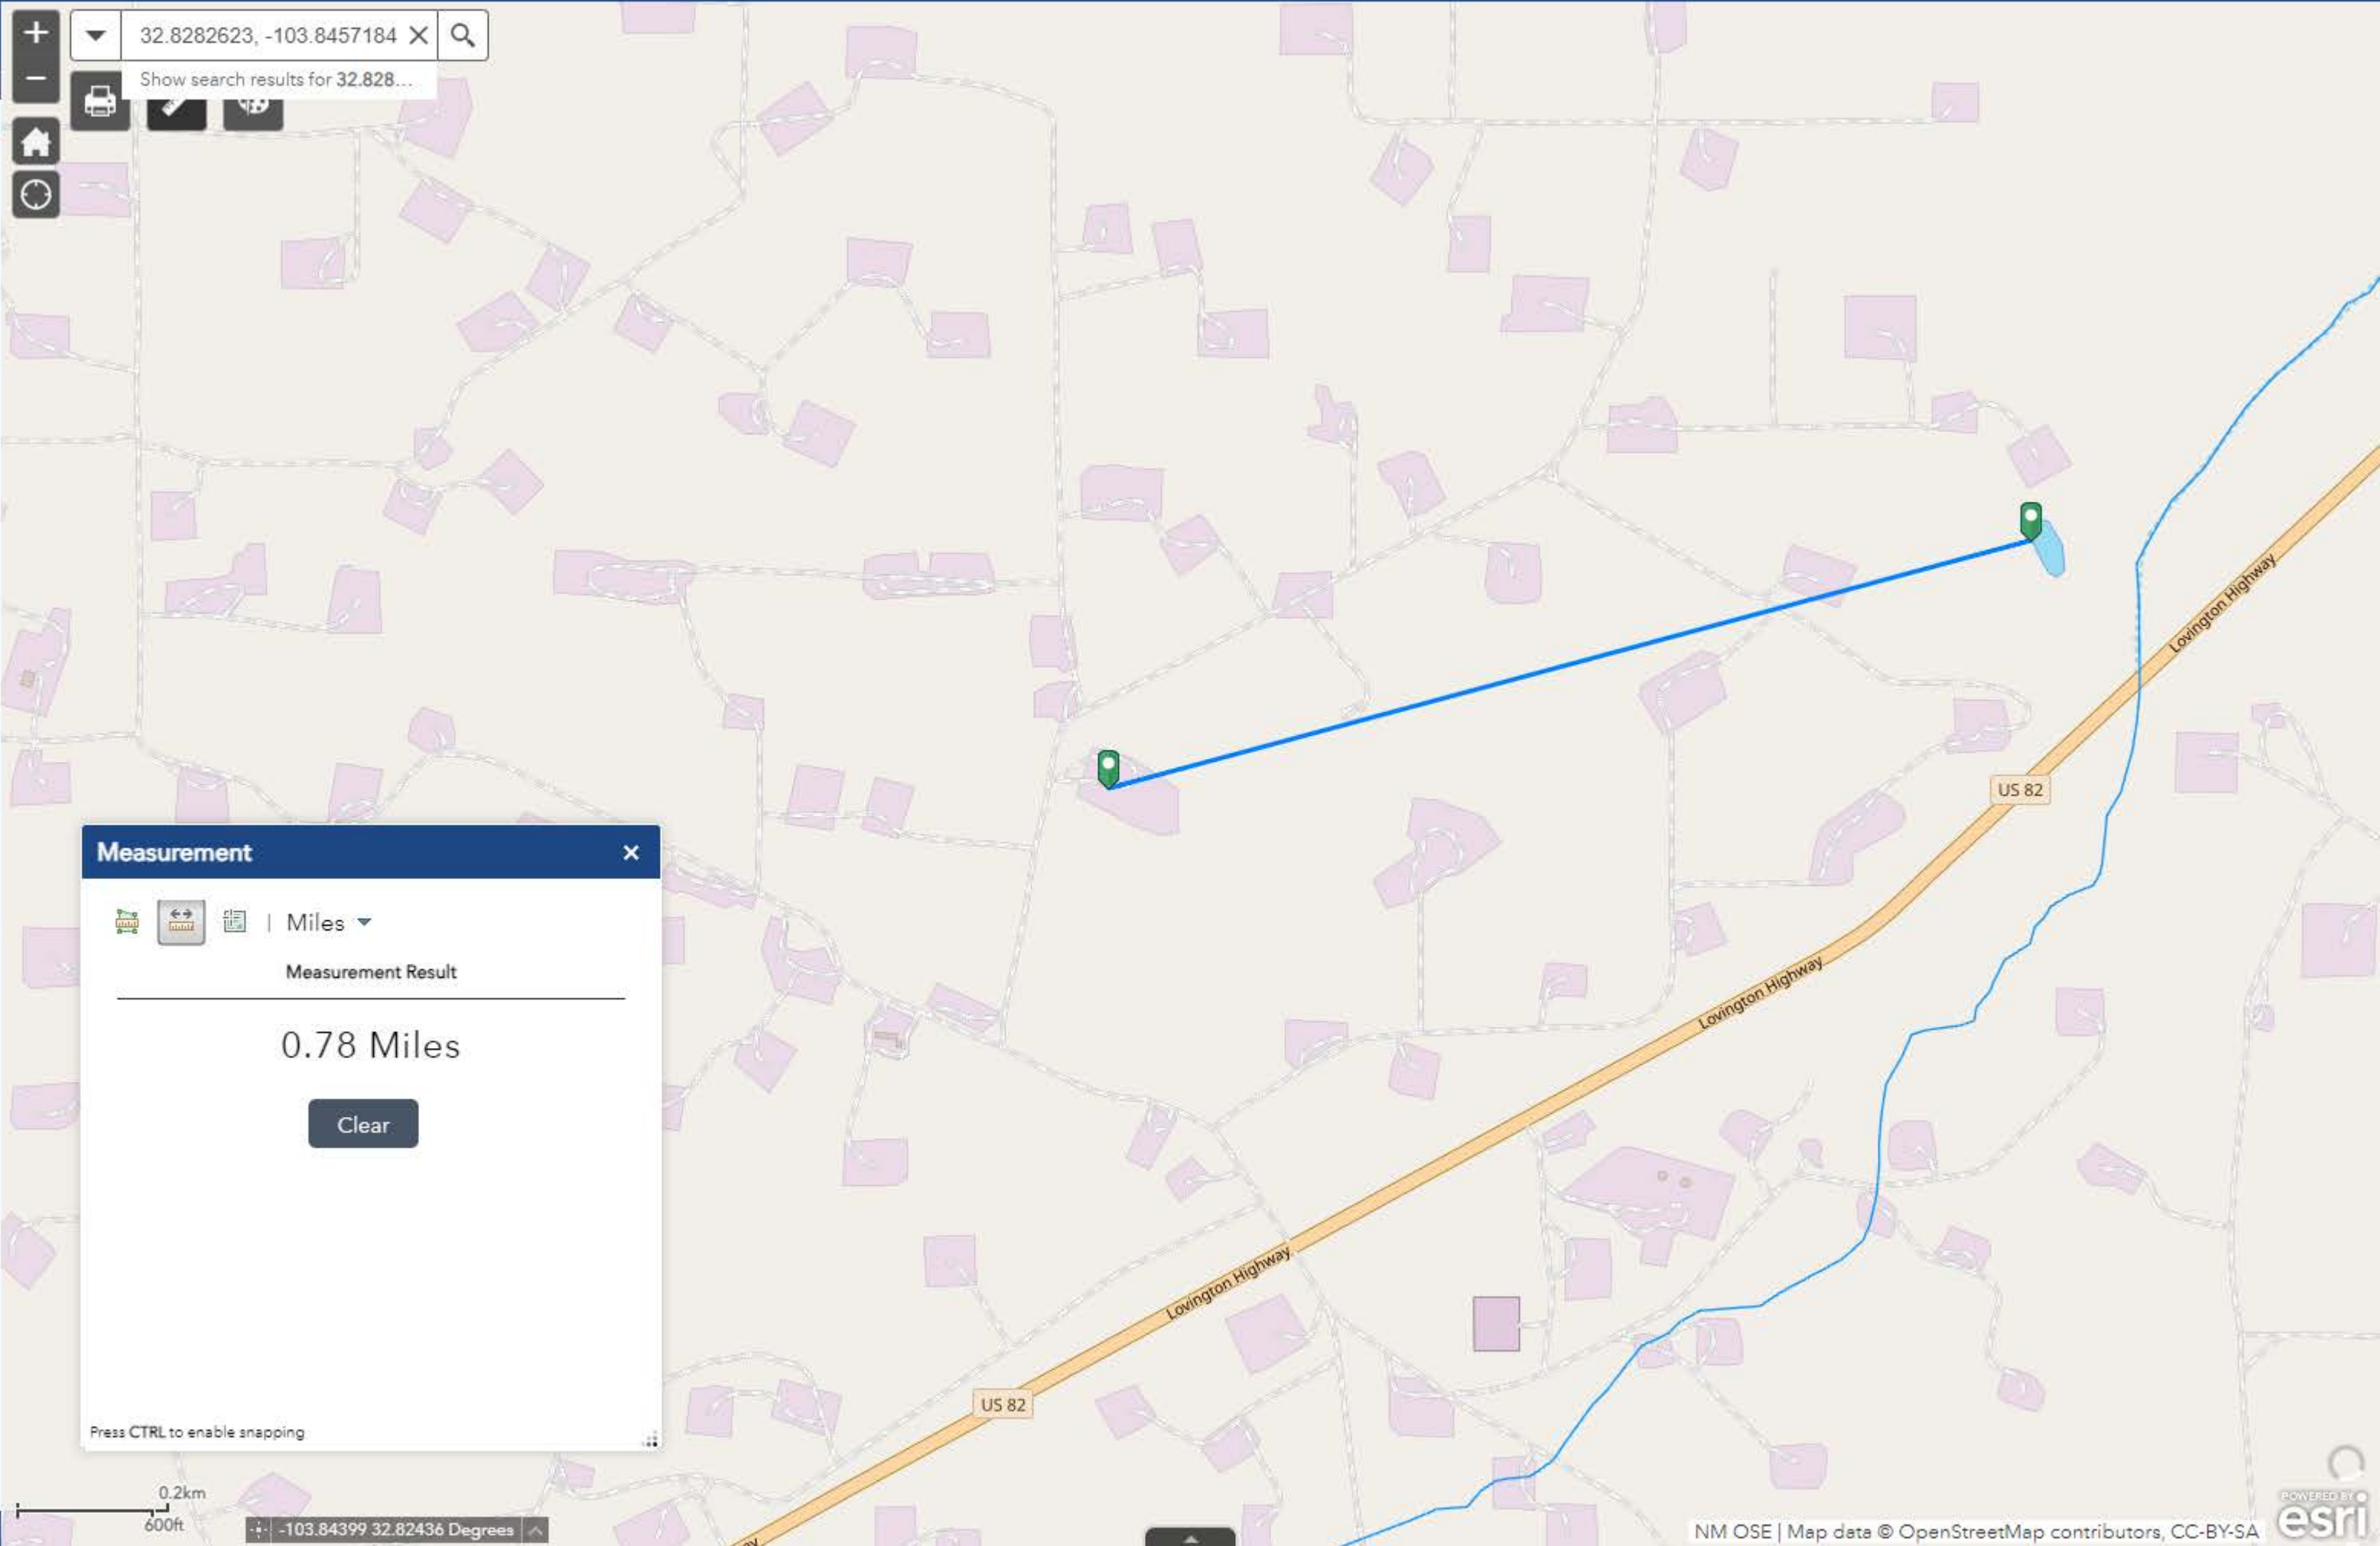 +
32.8282623, -103.8457184
Show search results for 32.828...
−
Lovington Highway
US 82
Measurement
Miles
Measurement Result
0.78 Miles
Clear
Press CTRL to enable snapping
Lovington Highway
Lovington Highway
US 82
0.2km
600ft
-103.84399 32.82436 Degrees
NM OSE | Map data © OpenStreetMap contributors, CC-BY-SA
POWERED BY
esri